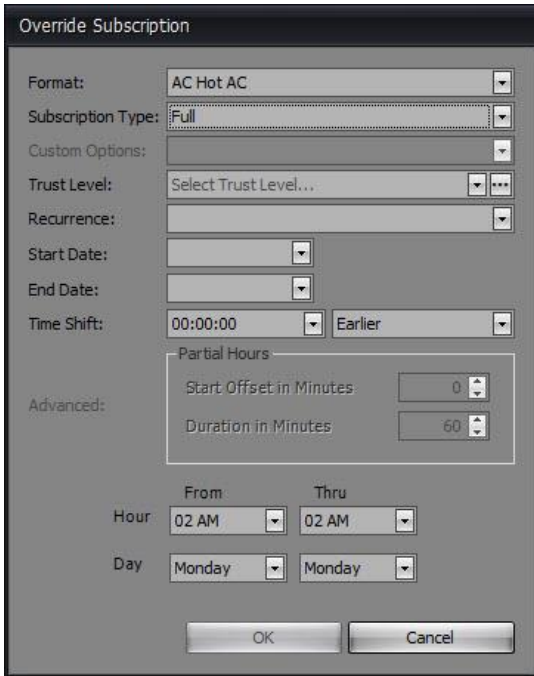 Override Subscription
Format: AC Hot AC
Subscription Type: Full
Custom Options:
Trust Level: Select Trust Level...
Recurrence:
Start Date:
End Date:
Time Shift: 00:00:00 Earlier
Partial Hours
Start Offset in Minutes 0
Advanced:
Duration in Minutes 60
From Thru
Hour 02 AM 02 AM
Day Monday Monday
OK Cancel